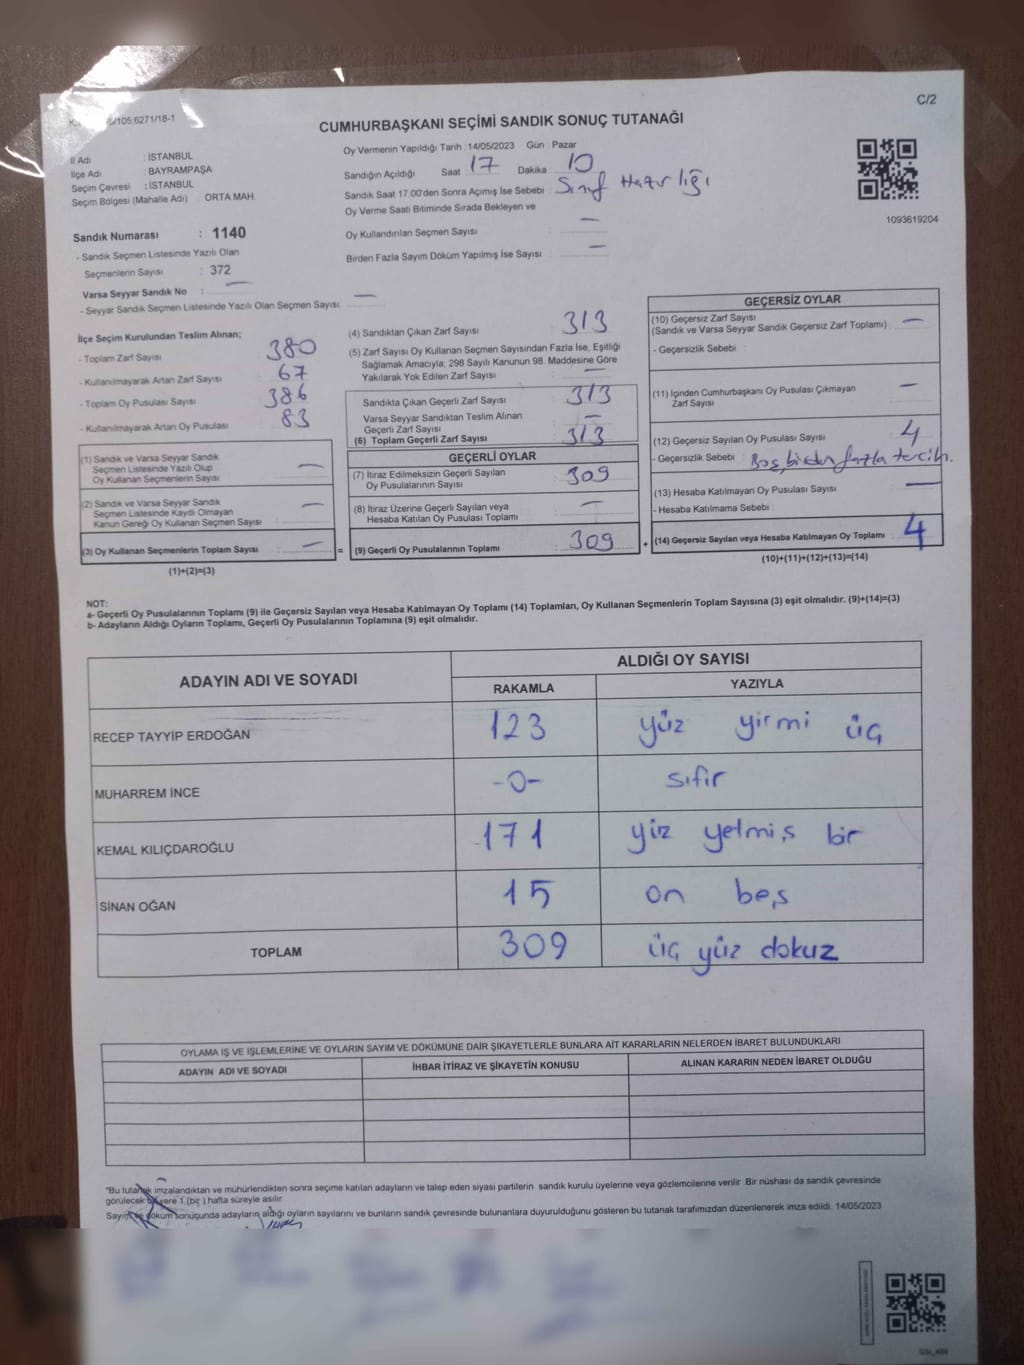 C/2
105,6271/18-1
CUMHURBAŞKANI SEÇİMİ SANDIK SONUÇ TUTANAĞI
İl Adı : İSTANBUL
İlçe Adı : BAYRAMPAŞA
Seçim Çevresi : İSTANBUL
Seçim Bölgesi (Mahalle Adı) : ORTA MAH.
Oy Vermenin Yapıldığı Tarih :14/05/2023 Gün : Pazar
Sandığın Açıldığı Saat 17 Dakika 10
Sandık Saat 17.00'den Sonra Açımış İse Sebebi : Sınıf Hazırlığı
Oy Verme Saati Bitiminde Sırada Bekleyen ve
Oy Kullandırılan Seçmen Sayısı : —
Birden Fazla Sayım Döküm Yapılmış İse Sayısı : —
1093619204
Sandık Numarası : 1140
- Sandık Seçmen Listesinde Yazılı Olan
Seçmenlerin Sayısı : 372
Varsa Seyyar Sandık No : —
- Seyyar Sandık Seçmen Listesinde Yazılı Olan Seçmen Sayısı : —
İlçe Seçim Kurulundan Teslim Alınan;
- Toplam Zarf Sayısı : 380
- Kullanılmayarak Artan Zarf Sayısı : 67
- Toplam Oy Pusulası Sayısı : 386
- Kullanılmayarak Artan Oy Pusulası : 83
(1) Sandık ve Varsa Seyyar Sandık
Seçmen Listesinde Yazılı Olup
Oy Kullanan Seçmenlerin Sayısı : —
(2) Sandık ve Varsa Seyyar Sandık
Seçmen Listesinde Kayıtlı Olmayan
Kanun Gereği Oy Kullanan Seçmen Sayısı : —
(3) Oy Kullanan Seçmenlerin Toplam Sayısı : — =
(1)+(2)=(3)
(4) Sandıktan Çıkan Zarf Sayısı : 313
(5) Zarf Sayısı Oy Kullanan Seçmen Sayısından Fazla İse, Eşitliği
Sağlamak Amacıyla; 298 Sayılı Kanunun 98. Maddesine Göre
Yakılarak Yok Edilen Zarf Sayısı : —
Sandıkta Çıkan Geçerli Zarf Sayısı : 313
Varsa Seyyar Sandıktan Teslim Alınan
Geçerli Zarf Sayısı : —
(6) Toplam Geçerli Zarf Sayısı : 313
GEÇERLİ OYLAR
(7) İtiraz Edilmeksizin Geçerli Sayılan
Oy Pusulalarının Sayısı : 309
(8) İtiraz Üzerine Geçerli Sayılan veya
Hesaba Katılan Oy Pusulası Toplamı : —
(9) Geçerli Oy Pusulalarının Toplamı : 309 +
GEÇERSİZ OYLAR
(10) Geçersiz Zarf Sayısı
(Sandık ve Varsa Seyyar Sandık Geçersiz Zarf Toplamı) : —
- Geçersizlik Sebebi :
(11) İçinden Cumhurbaşkanı Oy Pusulası Çıkmayan
Zarf Sayısı : —
(12) Geçersiz Sayılan Oy Pusulası Sayısı : 4
- Geçersizlik Sebebi : Boş, birden fazla tercih.
(13) Hesaba Katılmayan Oy Pusulası Sayısı : —
- Hesaba Katılmama Sebebi :
(14) Geçersiz Sayılan veya Hesaba Katılmayan Oy Toplamı : 4
(10)+(11)+(12)+(13)=(14)
NOT:
a- Geçerli Oy Pusulalarının Toplamı (9) ile Geçersiz Sayılan veya Hesaba Katılmayan Oy Toplamı (14) Toplamları, Oy Kullanan Seçmenlerin Toplam Sayısına (3) eşit olmalıdır. (9)+(14)=(3)
b- Adayların Aldığı Oyların Toplamı, Geçerli Oy Pusulalarının Toplamına (9) eşit olmalıdır.
ADAYIN ADI VE SOYADI ALDIĞI OY SAYISI
RAKAMLA YAZIYLA
RECEP TAYYİP ERDOĞAN 123 yüz yirmi üç
MUHARREM İNCE -0- sıfır
KEMAL KILIÇDAROĞLU 171 yüz yetmiş bir
SİNAN OĞAN 15 on beş
TOPLAM 309 üç yüz dokuz
OYLAMA İŞ VE İŞLEMLERİNE VE OYLARIN SAYIM VE DÖKÜMÜNE DAİR ŞİKAYETLERLE BUNLARA AİT KARARLARIN NELERDEN İBARET BULUNDUKLARI
ADAYIN ADI VE SOYADI İHBAR İTİRAZ VE ŞİKAYETİN KONUSU ALINAN KARARIN NEDEN İBARET OLDUĞU
*Bu tutanak imzalandıktan ve mühürlendikten sonra seçime katılan adayların ve talep eden siyasi partilerin sandık kurulu üyelerine veya gözlemcilerine verilir. Bir nüshası da sandık çevresinde
görülecek bir yere 1 (bir ) hafta süreyle asılır.
Sayım ve döküm sonuçunda adayların aldığı oyların sayılarını ve bunların sandık çevresinde bulunanlara duyurulduğunu gösteren bu tutanak tarafımızdan düzenlenerek imza edildi. 14/05/2023